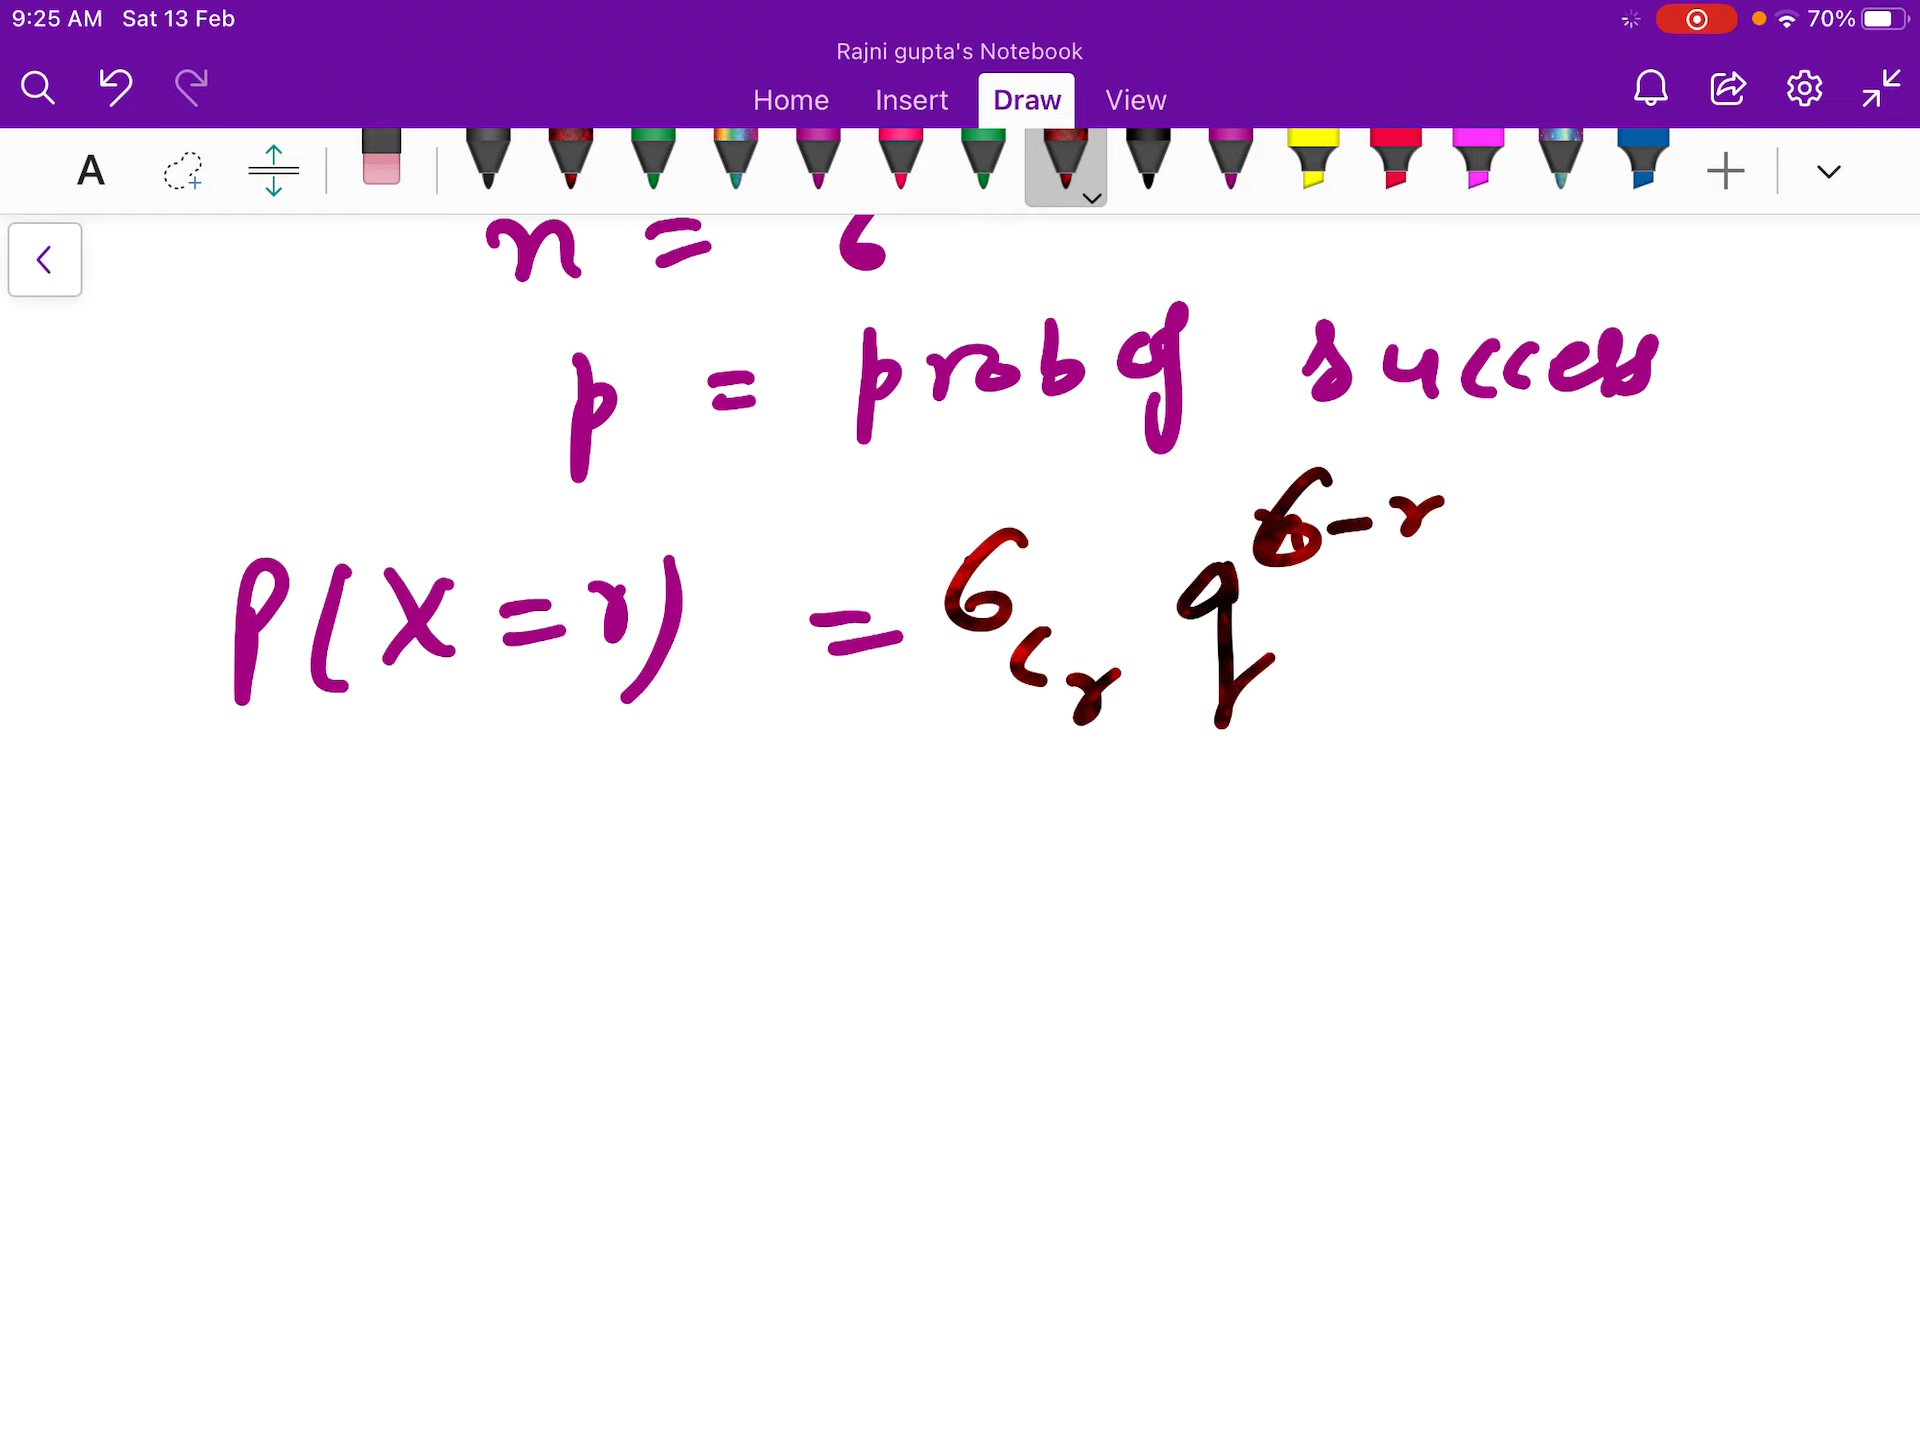 9:25 AM Sat 13 Feb
70%
Rajni gupta's Notebook
Home Insert Draw View
A
n = 6
p = prob of success
P(X=r) = ⁶Cᵣ q⁶⁻ʳ